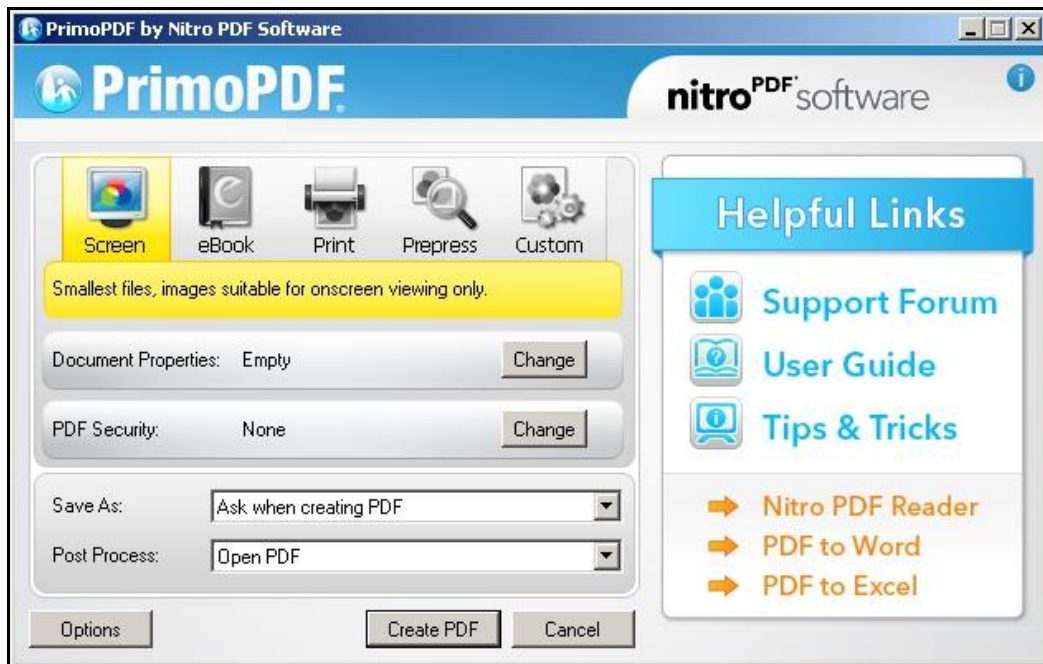 PrimoPDF by Nitro PDF Software
PrimoPDF
nitroPDF software
Screen eBook Print Prepress Custom
Smallest files, images suitable for onscreen viewing only.
Document Properties: Empty Change
PDF Security: None Change
Save As: Ask when creating PDF
Post Process: Open PDF
Options Create PDF Cancel
Helpful Links
Support Forum
User Guide
Tips & Tricks
Nitro PDF Reader
PDF to Word
PDF to Excel